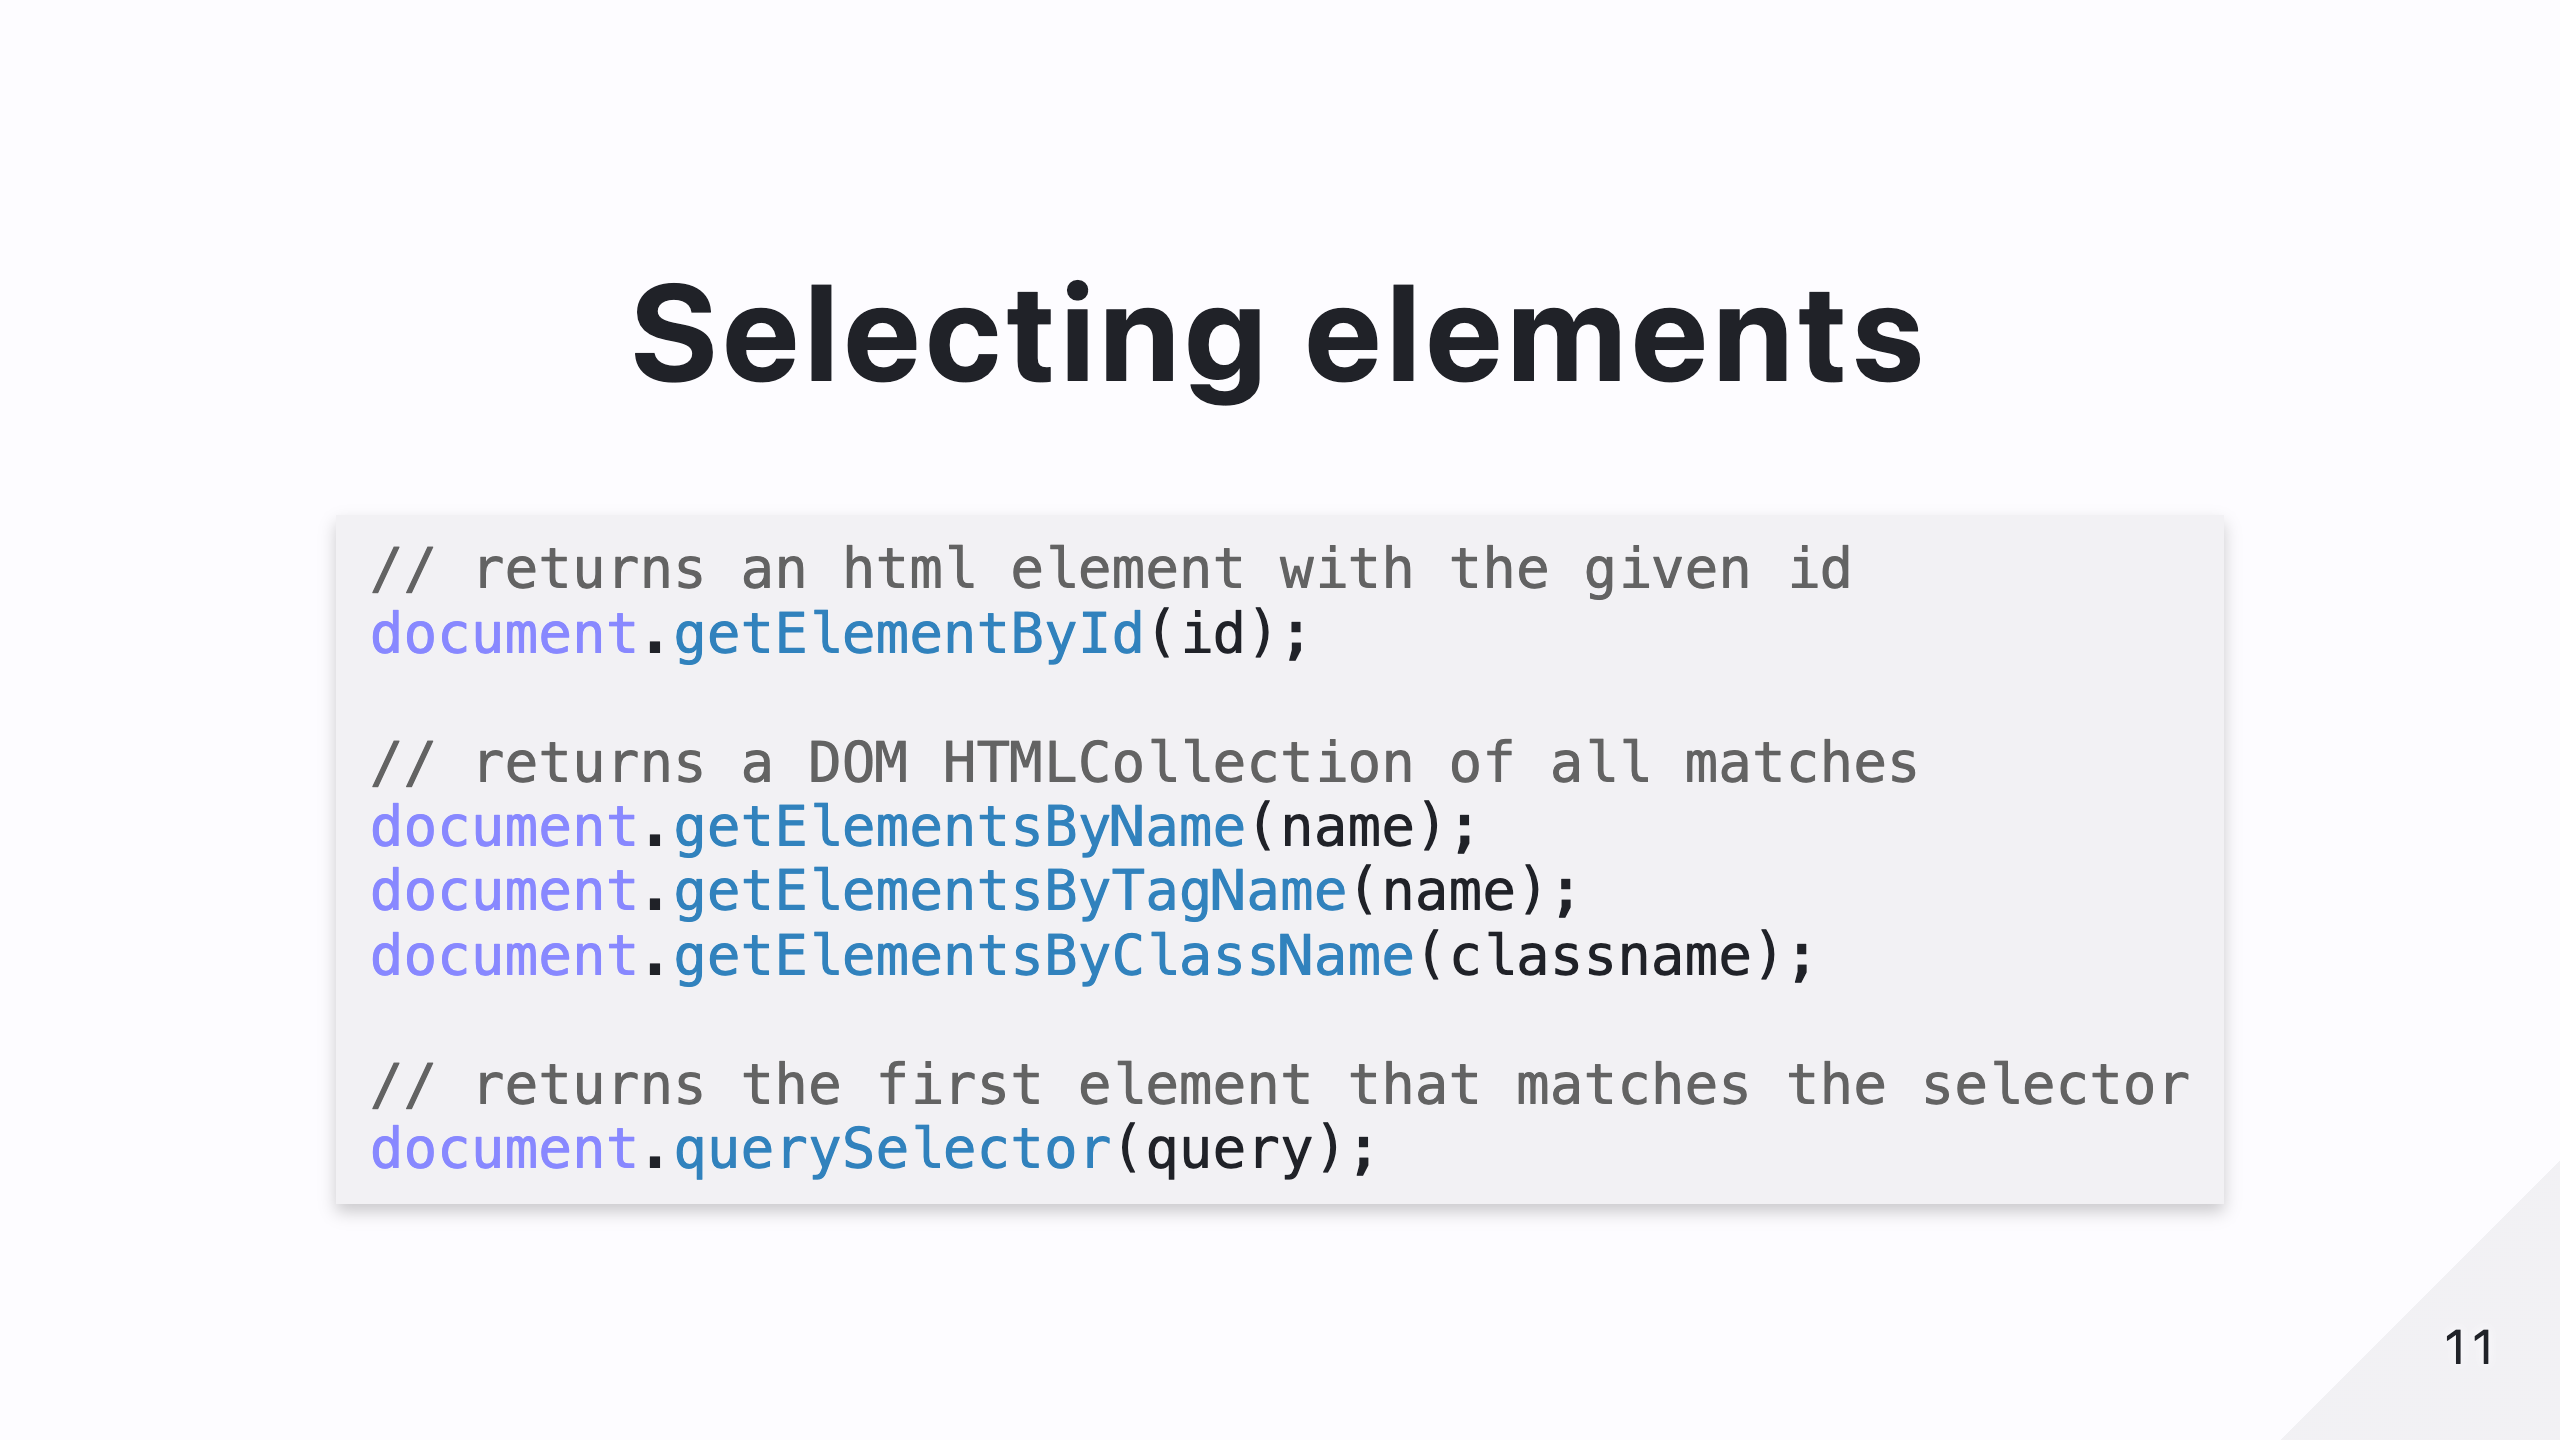 Selecting elements
// returns an html element with the given id
document.getElementById(id);
// returns a DOM HTMLCollection of all matches
document.getElementsByName(name);
document.getElementsByTagName(name);
document.getElementsByClassName(classname);
// returns the first element that matches the selector
document.querySelector(query);
11